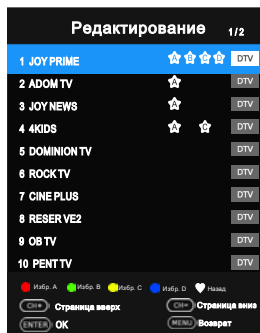 Редактирование 1/2
1 JOY PRIME A B C D DTV
2 ADOM TV A DTV
3 JOY NEWS A DTV
4 4KIDS A C DTV
5 DOMINION TV DTV
6 ROCK TV DTV
7 CINE PLUS DTV
8 RESER VE2 DTV
9 OB TV DTV
10 PENT TV DTV
Избр. A Избр. B Избр. C Избр. D Назад
CH+ Страница вверх CH- Страница вниз
ENTER OK MENU Возврат